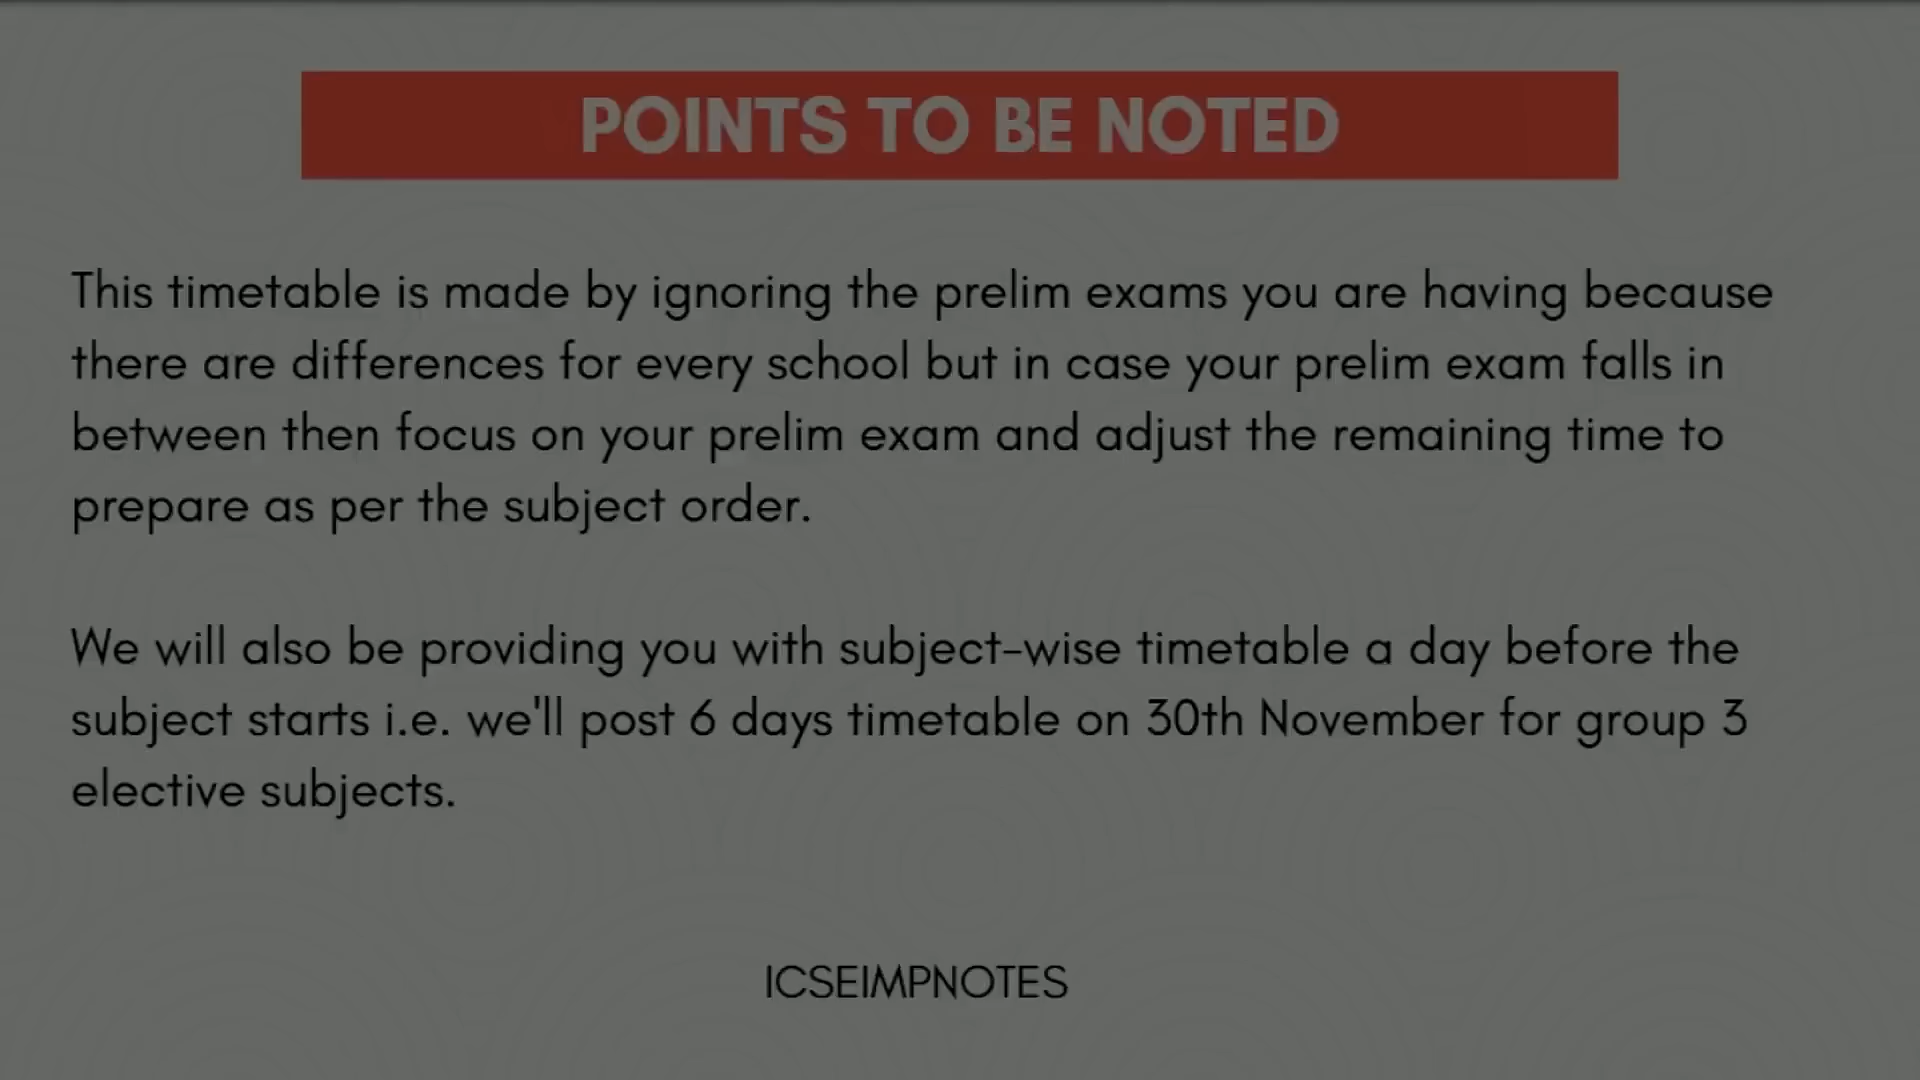 POINTS TO BE NOTED
This timetable is made by ignoring the prelim exams you are having because
there are differences for every school but in case your prelim exam falls in
between then focus on your prelim exam and adjust the remaining time to
prepare as per the subject order.
We will also be providing you with subject-wise timetable a day before the
subject starts i.e. we'll post 6 days timetable on 30th November for group 3
elective subjects.
ICSEIMPNOTES